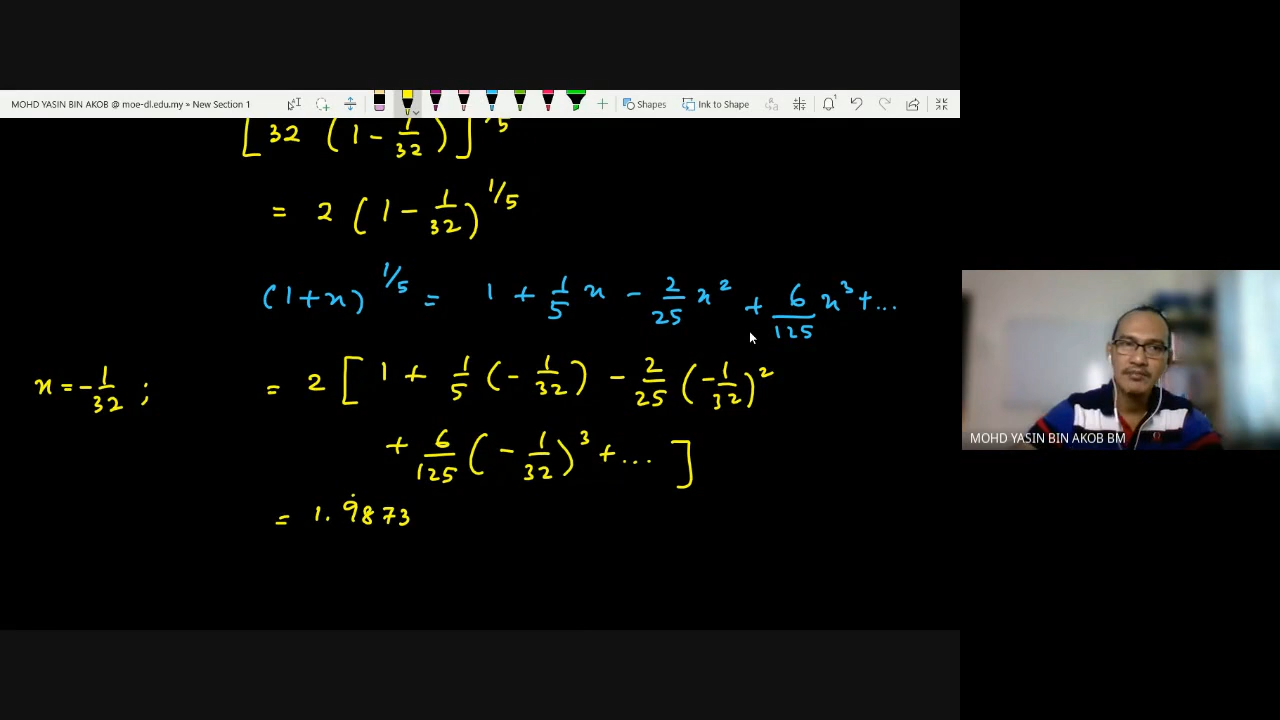 MOHD YASIN BIN AKOB @ moe-dl.edu.my » New Section 1
Shapes
Ink to Shape
[32 (1 - 1/32)]^1/5
= 2 (1 - 1/32)^1/5
(1+x)^1/5 = 1 + 1/5 x - 2/25 x² + 6/125 x³ + ...
x = -1/32 ; = 2 [ 1 + 1/5 (- 1/32) - 2/25 (-1/32)²
+ 6/125 (- 1/32)³ + ... ]
= 1.9873
MOHD YASIN BIN AKOB BM